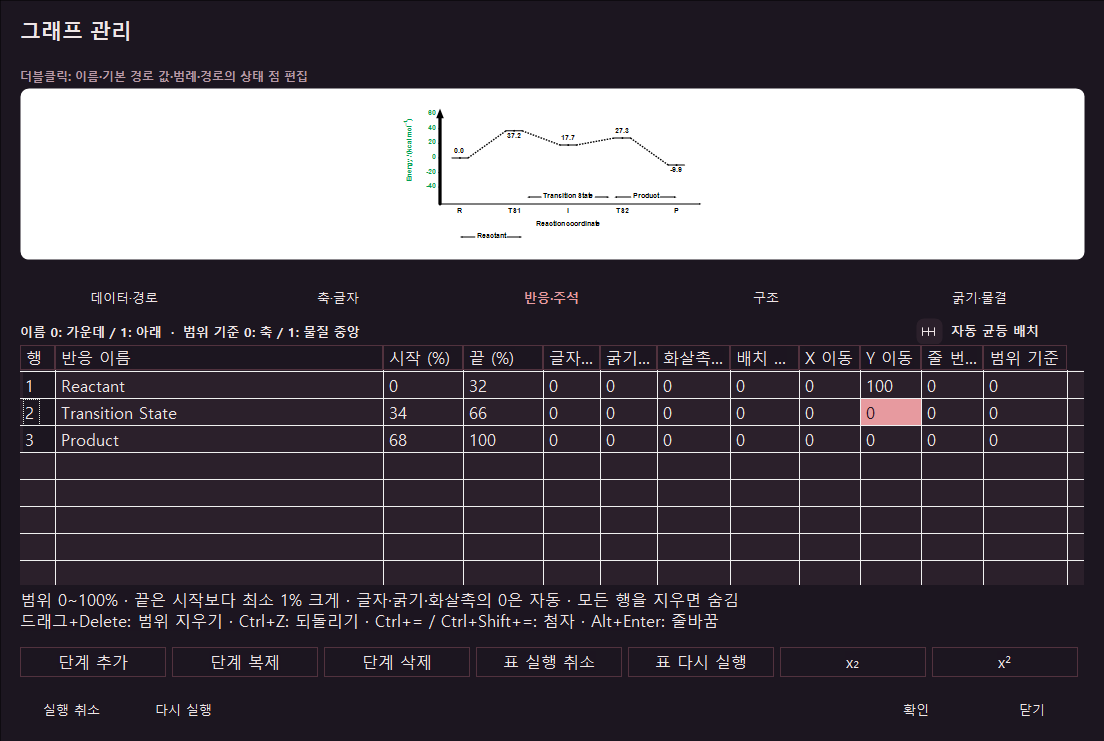 그래프 관리
더블클릭: 이름·기본 경로 값·범례·경로의 상태 점 편집
60
40
20
0
-20
-40
Energy /(kcal mol⁻¹)
0.0
37.2
17.7
27.3
-9.9
Transition State
Product
R
TS1
I
TS2
P
Reaction coordinate
Reactant
데이터·경로 축·글자 반응·주석 구조 굵기·물결
이름 0: 가운데 / 1: 아래 · 범위 기준 0: 축 / 1: 물질 중앙 자동 균등 배치
행 반응 이름 시작 (%) 끝 (%) 글자... 굵기... 화살촉... 배치 ... X 이동 Y 이동 줄 번... 범위 기준
1 Reactant 0 32 0 0 0 0 0 100 0 0
2 Transition State 34 66 0 0 0 0 0 0 0 0
3 Product 68 100 0 0 0 0 0 0 0 0
범위 0~100% · 끝은 시작보다 최소 1% 크게 · 글자·굵기·화살촉의 0은 자동 · 모든 행을 지우면 숨김
드래그+Delete: 범위 지우기 · Ctrl+Z: 되돌리기 · Ctrl+= / Ctrl+Shift+=: 첨자 · Alt+Enter: 줄바꿈
단계 추가 단계 복제 단계 삭제 표 실행 취소 표 다시 실행 x₂ x²
실행 취소 다시 실행 확인 닫기